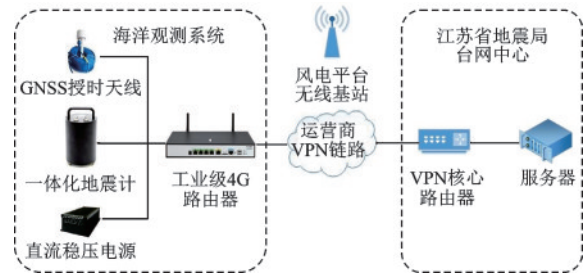 海洋观测系统
GNSS授时天线
一体化地震计
直流稳压电源
工业级4G
路由器
风电平台
无线基站
运营商
VPN链路
江苏省地震局
台网中心
VPN核心
路由器
服务器